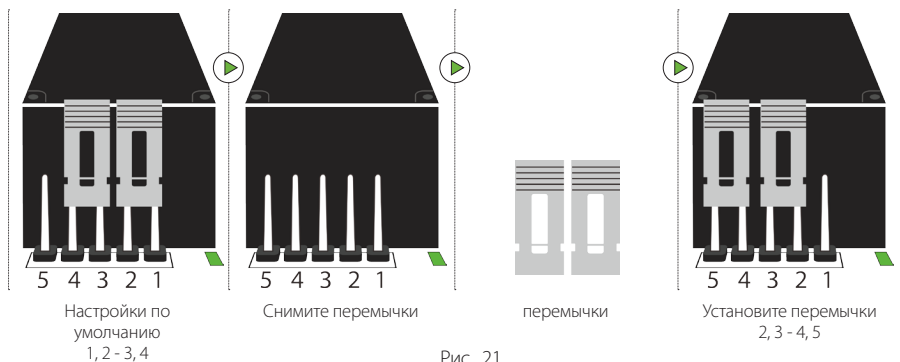 5 4 3 2 1
5 4 3 2 1
5 4 3 2 1
Настройки по
умолчанию
1, 2 - 3, 4
Снимите перемычки
перемычки
Установите перемычки
2, 3 - 4, 5
Рис. 21